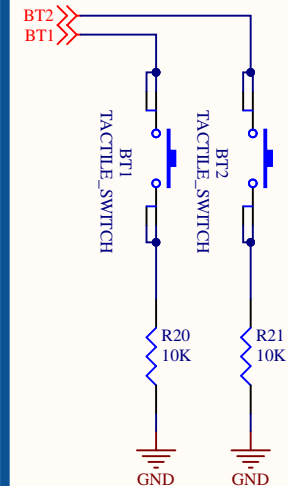 BT2
BT1
BT1
TACTILE_SWITCH
BT2
TACTILE_SWITCH
R20
10K
R21
10K
GND
GND